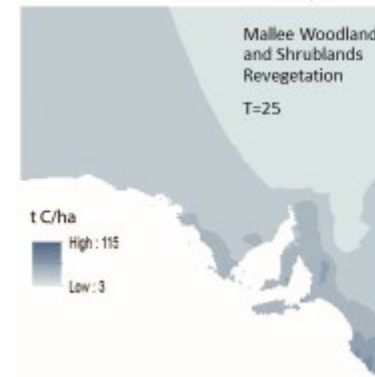 Mallee Woodland
and Shrublands
Revegetation
T=25
t C/ha
High : 115
Low : 3